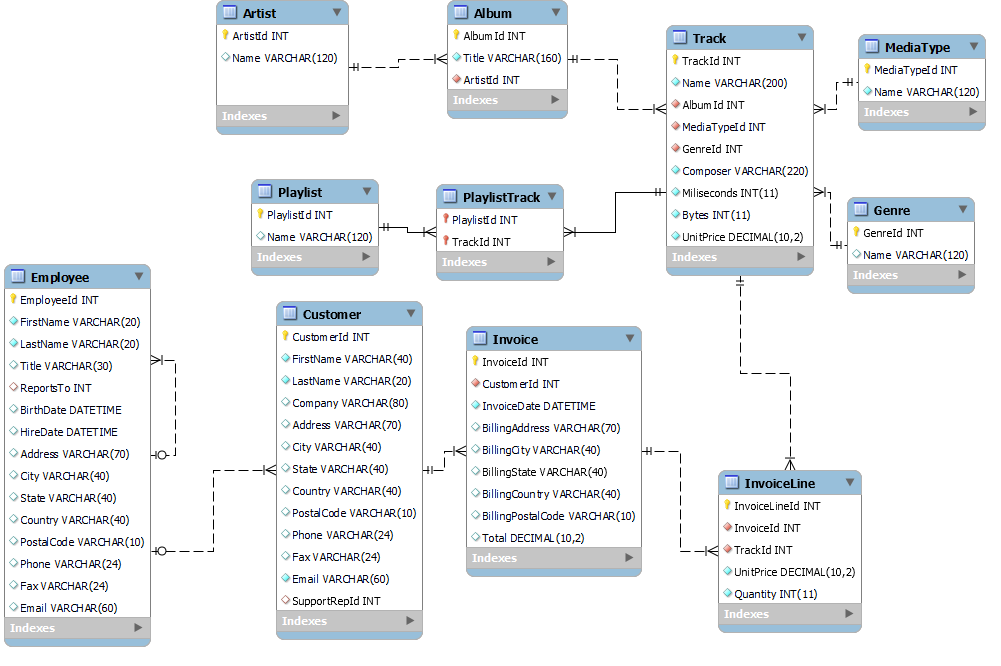 Artist
ArtistId INT
Name VARCHAR(120)
Indexes
Album
AlbumId INT
Title VARCHAR(160)
ArtistId INT
Indexes
Track
TrackId INT
Name VARCHAR(200)
AlbumId INT
MediaTypeId INT
GenreId INT
Composer VARCHAR(220)
Miliseconds INT(11)
Bytes INT(11)
UnitPrice DECIMAL(10,2)
Indexes
MediaType
MediaTypeId INT
Name VARCHAR(120)
Indexes
Playlist
PlaylistId INT
Name VARCHAR(120)
Indexes
PlaylistTrack
PlaylistId INT
TrackId INT
Indexes
Genre
GenreId INT
Name VARCHAR(120)
Indexes
Employee
EmployeeId INT
FirstName VARCHAR(20)
LastName VARCHAR(20)
Title VARCHAR(30)
ReportsTo INT
BirthDate DATETIME
HireDate DATETIME
Address VARCHAR(70)
City VARCHAR(40)
State VARCHAR(40)
Country VARCHAR(40)
PostalCode VARCHAR(10)
Phone VARCHAR(24)
Fax VARCHAR(24)
Email VARCHAR(60)
Indexes
Customer
CustomerId INT
FirstName VARCHAR(40)
LastName VARCHAR(20)
Company VARCHAR(80)
Address VARCHAR(70)
City VARCHAR(40)
State VARCHAR(40)
Country VARCHAR(40)
PostalCode VARCHAR(10)
Phone VARCHAR(24)
Fax VARCHAR(24)
Email VARCHAR(60)
SupportRepId INT
Indexes
Invoice
InvoiceId INT
CustomerId INT
InvoiceDate DATETIME
BillingAddress VARCHAR(70)
BillingCity VARCHAR(40)
BillingState VARCHAR(40)
BillingCountry VARCHAR(40)
BillingPostalCode VARCHAR(10)
Total DECIMAL(10,2)
Indexes
InvoiceLine
InvoiceLineId INT
InvoiceId INT
TrackId INT
UnitPrice DECIMAL(10,2)
Quantity INT(11)
Indexes